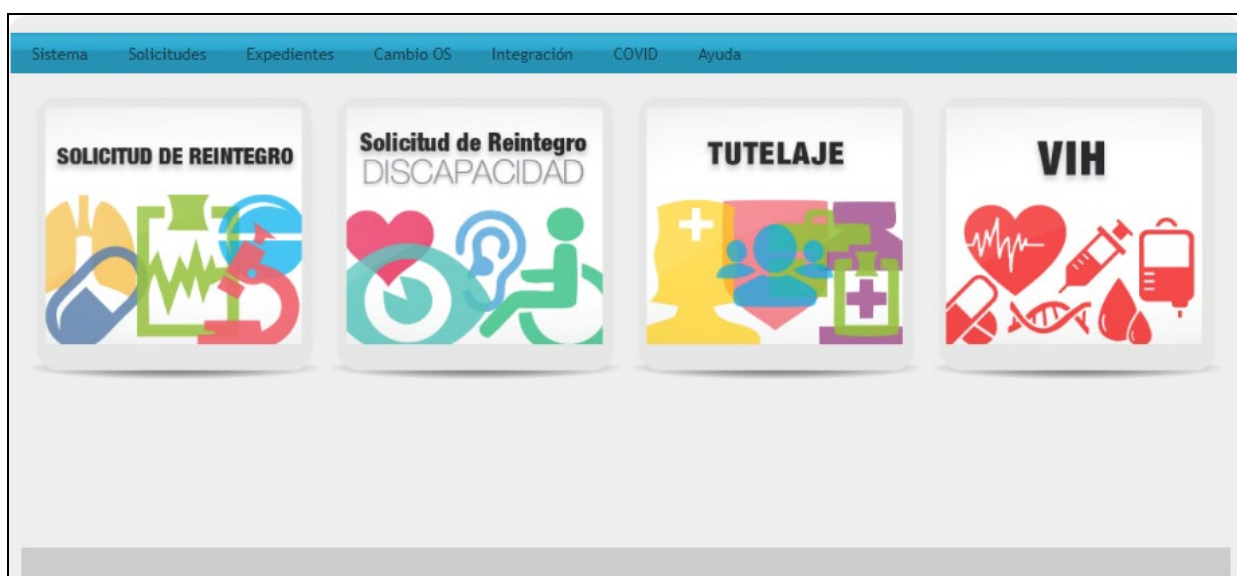 Sistema Solicitudes Expedientes Cambio OS Integración COVID Ayuda
SOLICITUD DE REINTEGRO
Solicitud de Reintegro
DISCAPACIDAD
TUTELAJE
VIH